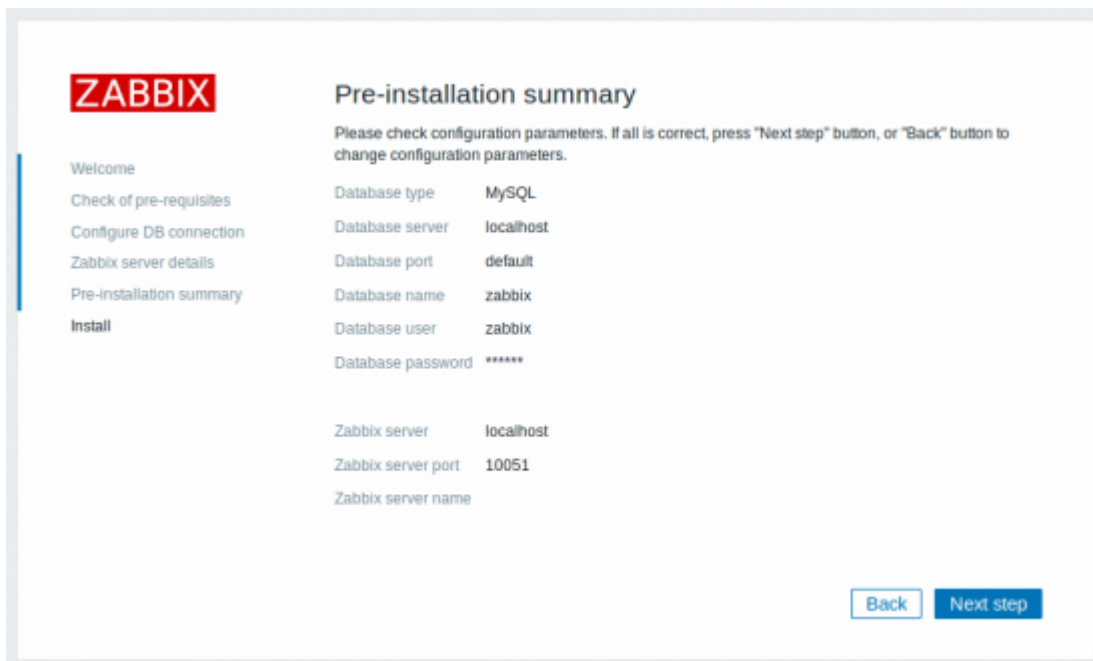 ZABBIX
Welcome
Check of pre-requisites
Configure DB connection
Zabbix server details
Pre-installation summary
Install
Pre-installation summary
Please check configuration parameters. If all is correct, press "Next step" button, or "Back" button to
change configuration parameters.
Database type MySQL
Database server localhost
Database port default
Database name zabbix
Database user zabbix
Database password ******
Zabbix server localhost
Zabbix server port 10051
Zabbix server name
Back Next step